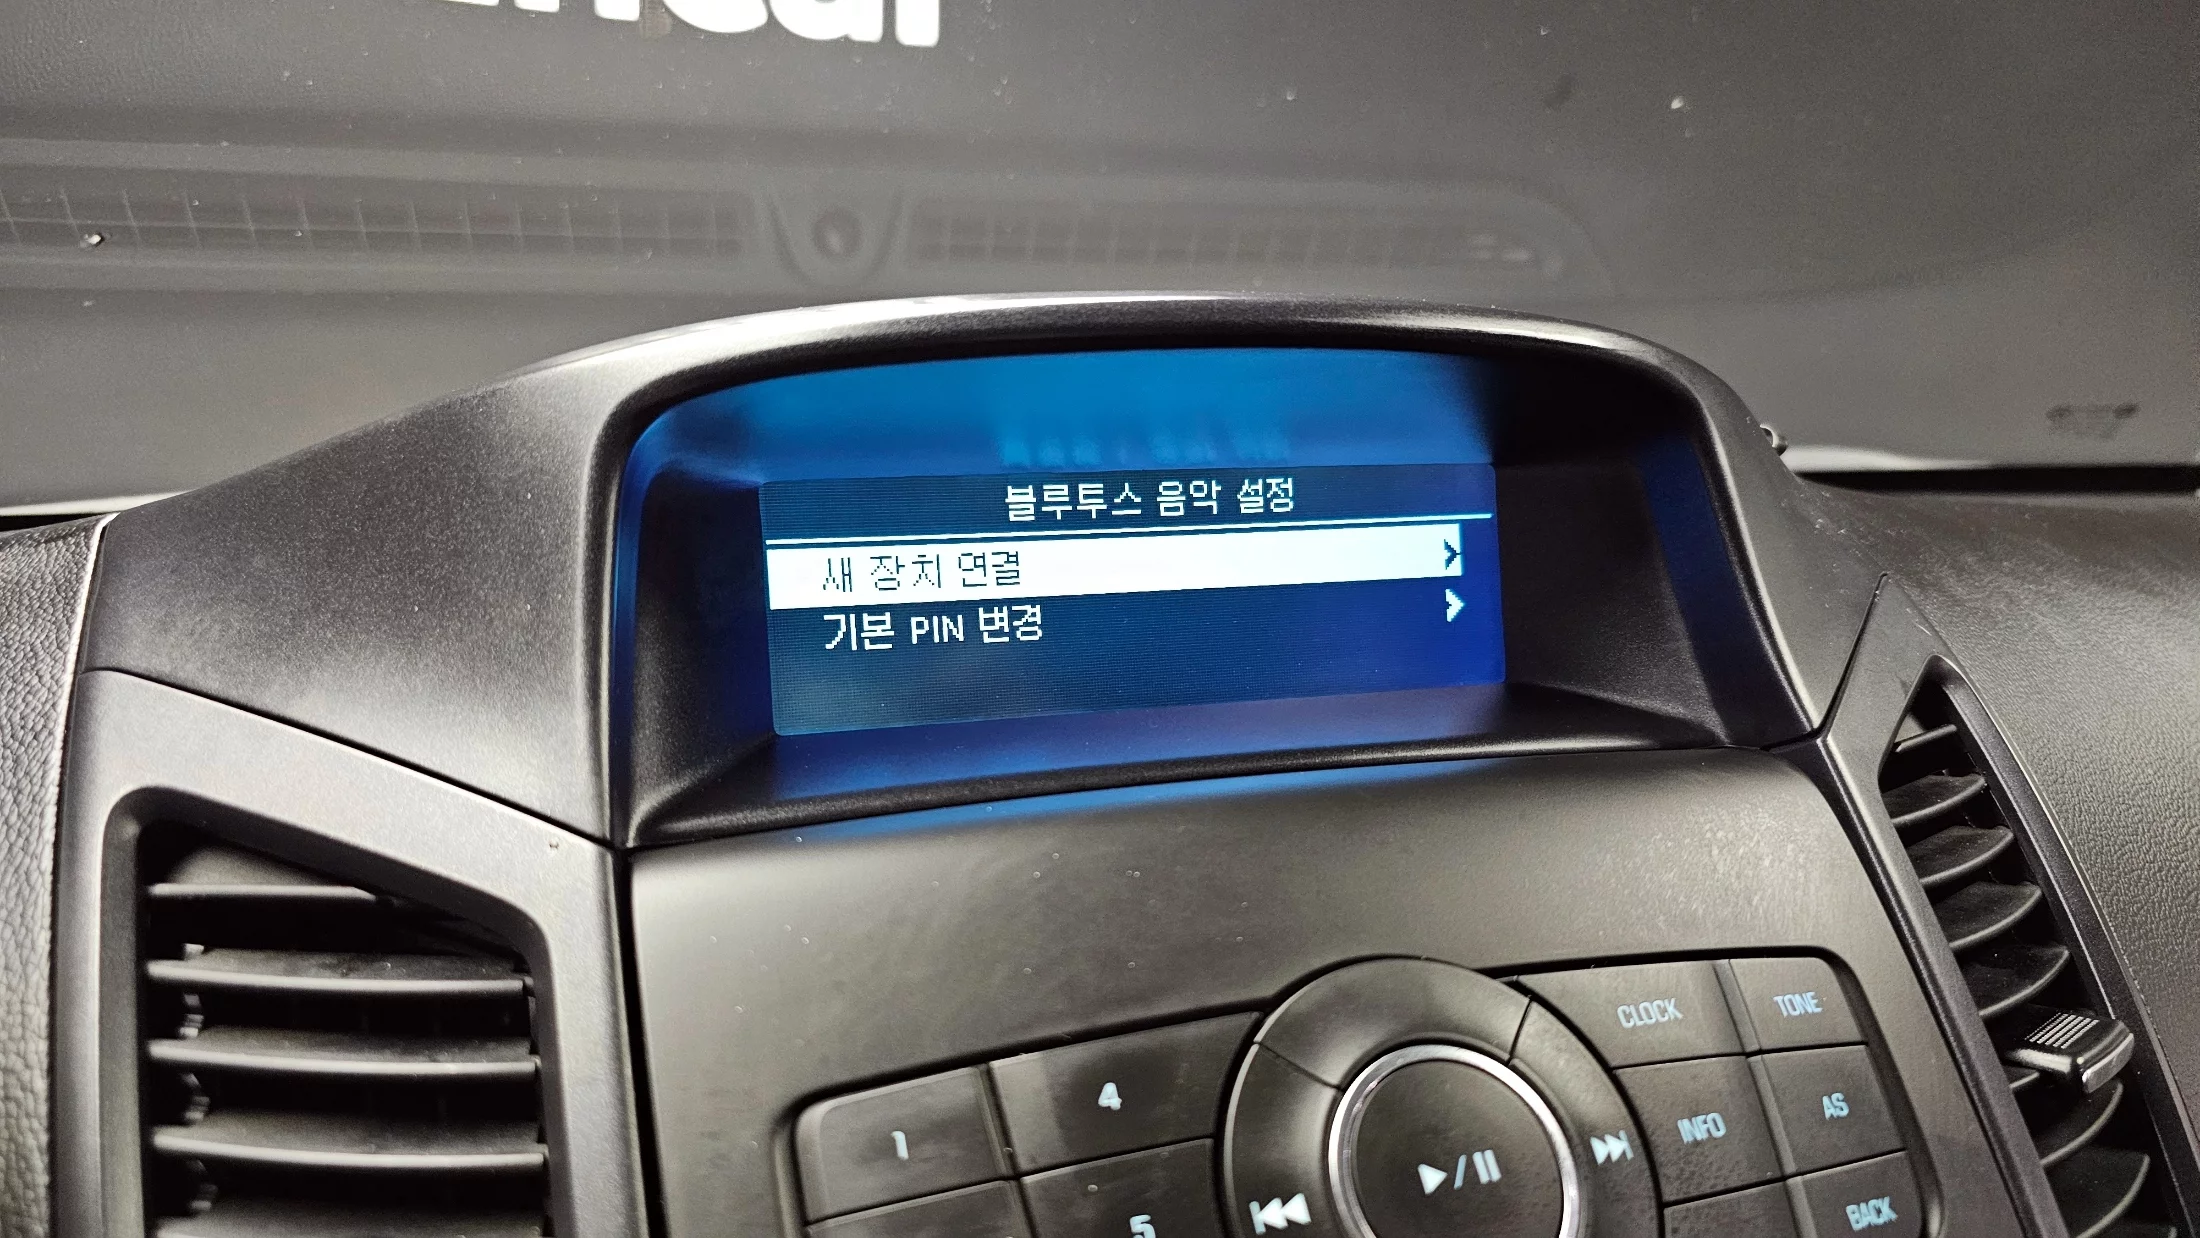 블루투스 음악 설정
새 장치 연결
기본 PIN 변경
CLOCK TONE
4
1
INFO AS
5
BACK